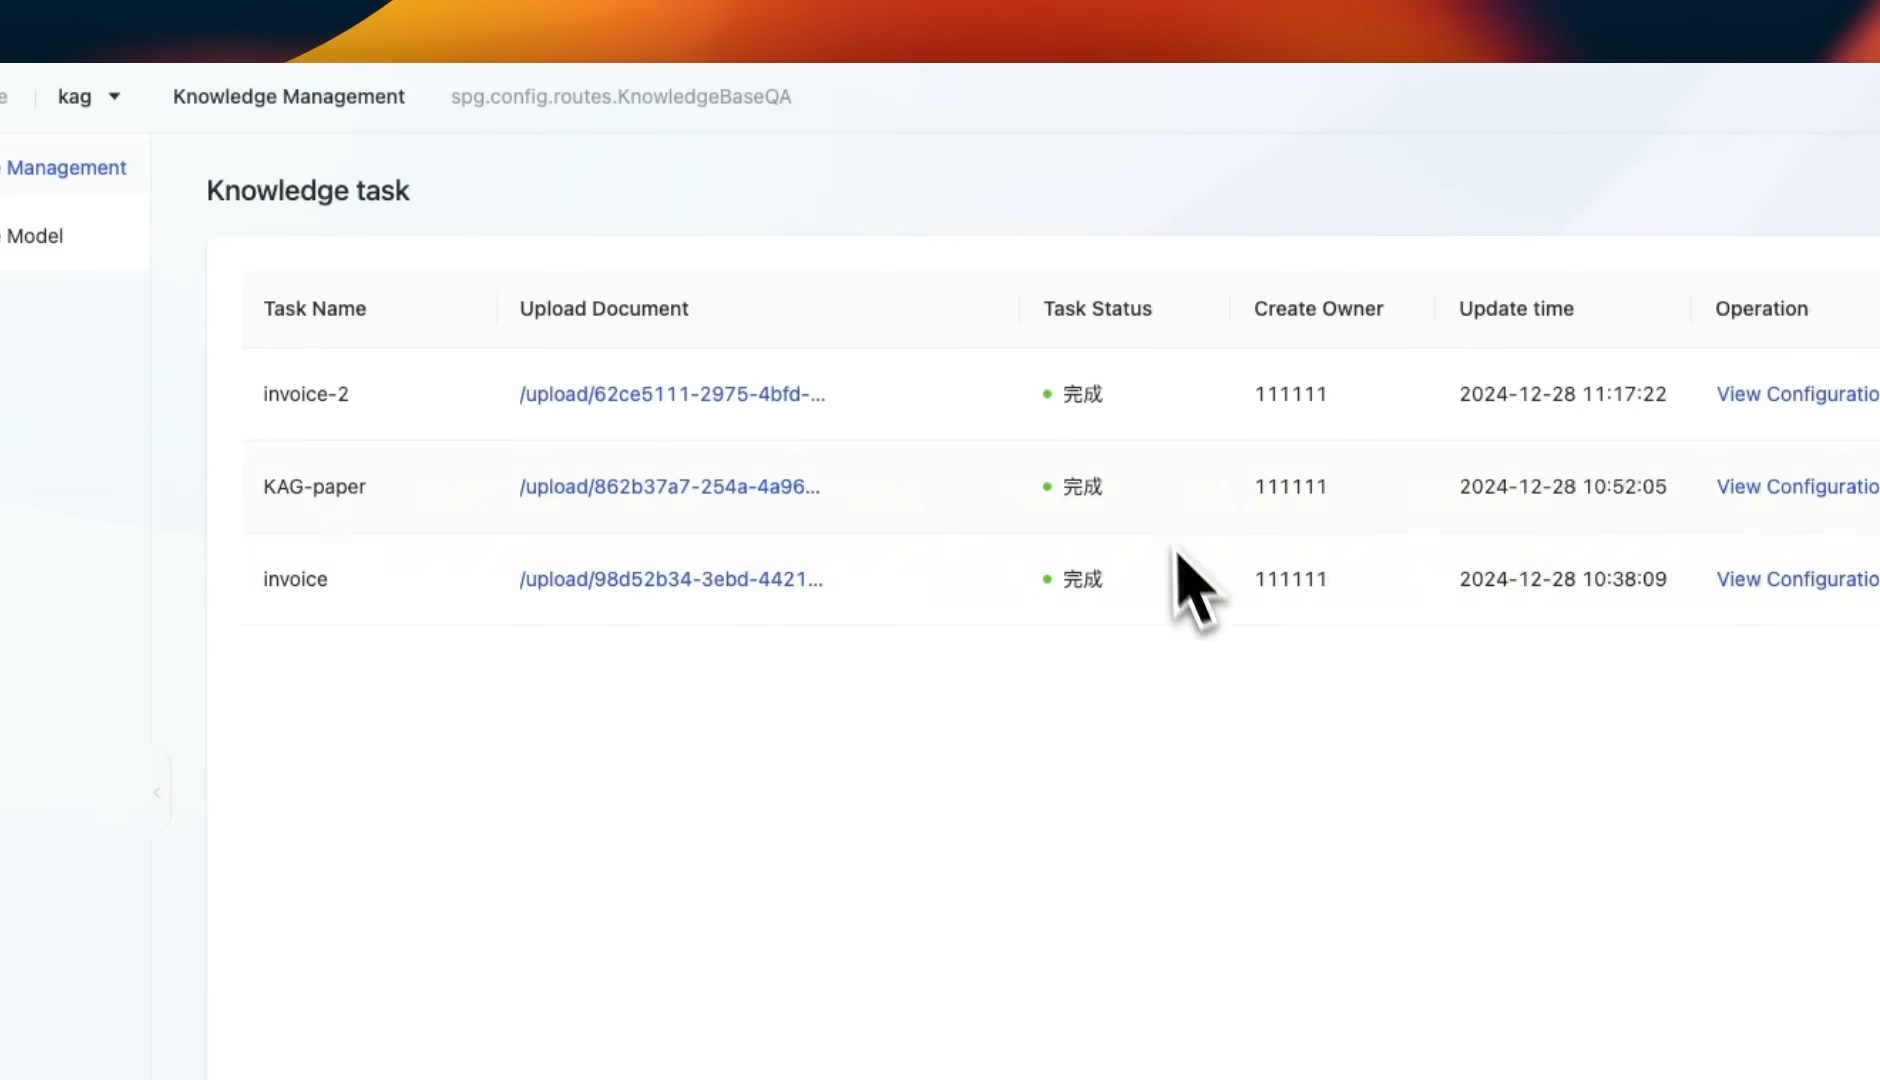 kag Knowledge Management spg.config.routes.KnowledgeBaseQA
Management
Model
Knowledge task
Task Name Upload Document Task Status Create Owner Update time Operation
invoice-2 /upload/62ce5111-2975-4bfd-... 完成 111111 2024-12-28 11:17:22 View Configuratio
KAG-paper /upload/862b37a7-254a-4a96... 完成 111111 2024-12-28 10:52:05 View Configuratio
invoice /upload/98d52b34-3ebd-4421... 完成 111111 2024-12-28 10:38:09 View Configuratio